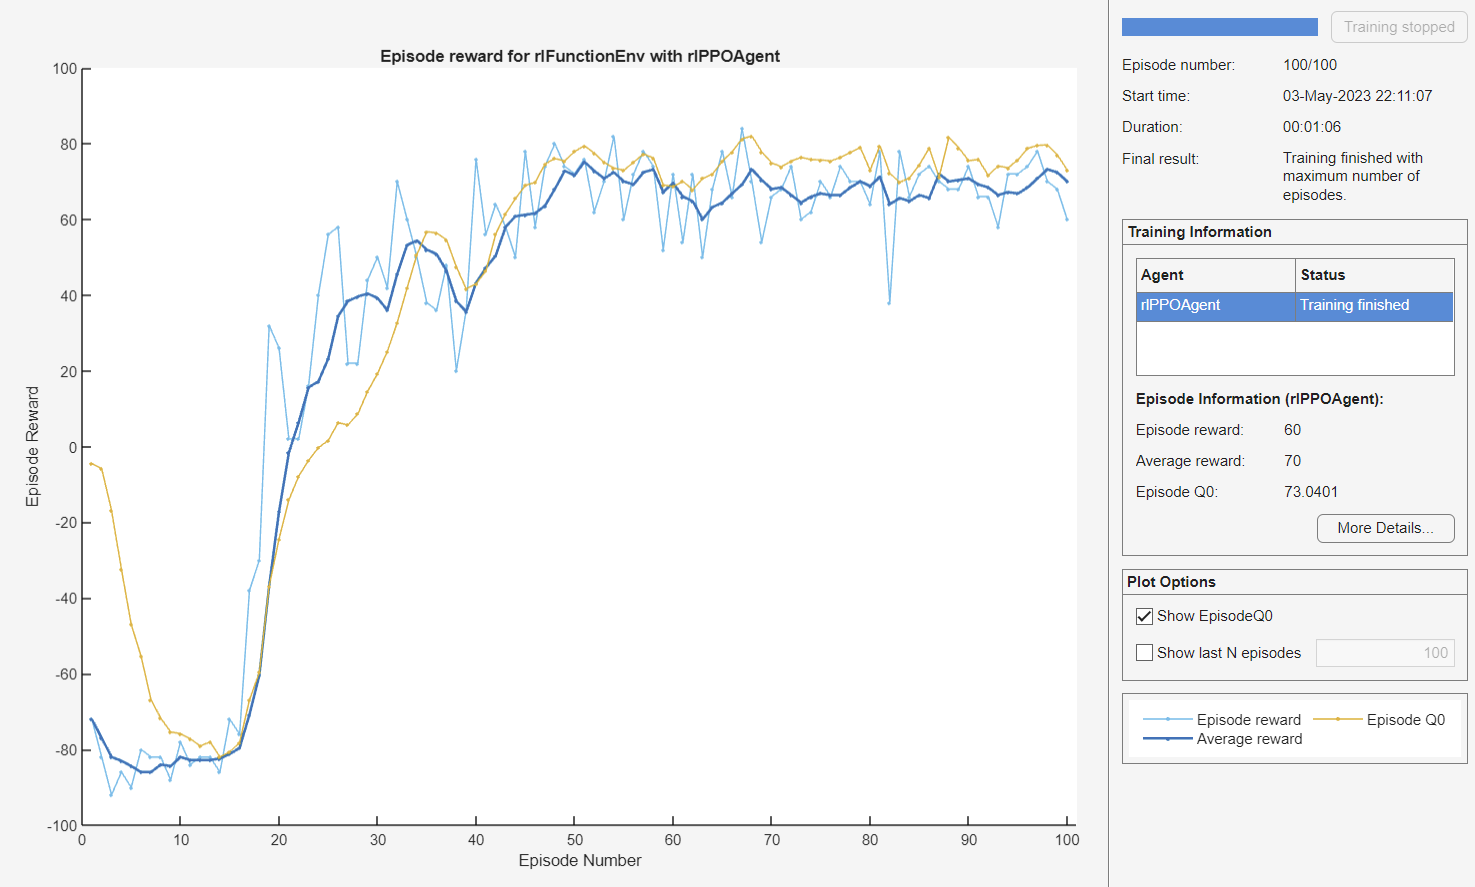 Episode reward for rlFunctionEnv with rlPPOAgent
100
80
60
40
20
0
-20
-40
-60
-80
-100
Episode Reward
0 10 20 30 40 50 60 70 80 90 100
Episode Number
Training stopped
Episode number: 100/100
Start time: 03-May-2023 22:11:07
Duration: 00:01:06
Final result: Training finished with
maximum number of
episodes.
Training Information
Agent Status
rlPPOAgent Training finished
Episode Information (rlPPOAgent):
Episode reward: 60
Average reward: 70
Episode Q0: 73.0401
More Details...
Plot Options
Show EpisodeQ0
Show last N episodes 100
Episode reward Episode Q0
Average reward